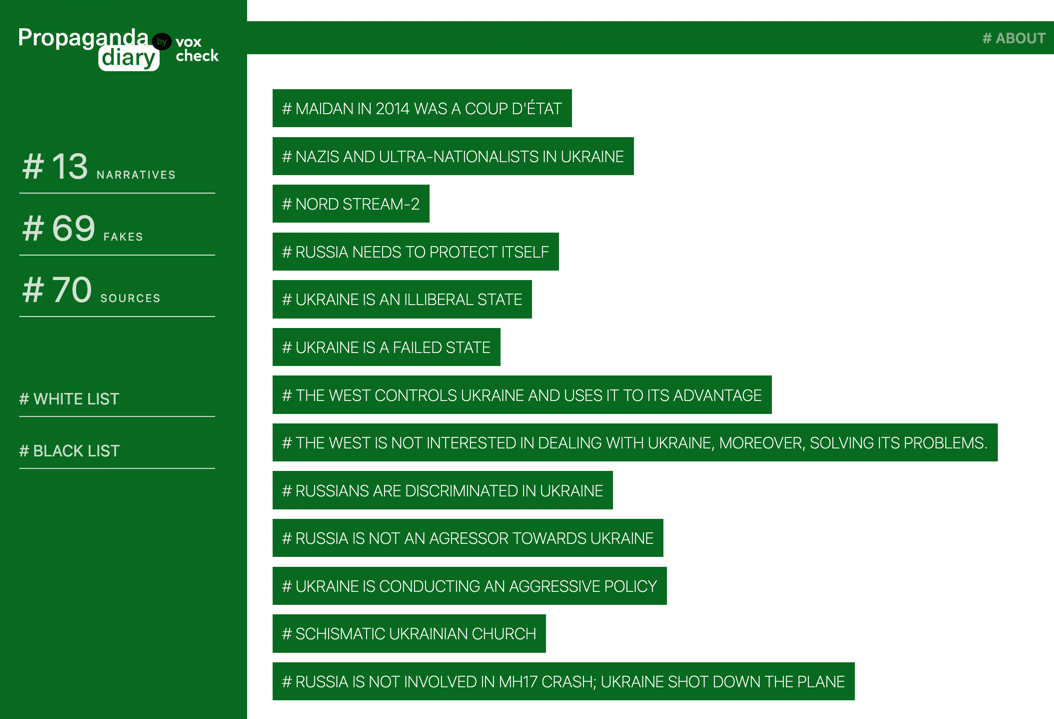 Propaganda
diary
by
vox
check
# ABOUT
# 13 NARRATIVES
# 69 FAKES
# 70 SOURCES
# WHITE LIST
# BLACK LIST
# MAIDAN IN 2014 WAS A COUP D'ÉTAT
# NAZIS AND ULTRA-NATIONALISTS IN UKRAINE
# NORD STREAM-2
# RUSSIA NEEDS TO PROTECT ITSELF
# UKRAINE IS AN ILLIBERAL STATE
# UKRAINE IS A FAILED STATE
# THE WEST CONTROLS UKRAINE AND USES IT TO ITS ADVANTAGE
# THE WEST IS NOT INTERESTED IN DEALING WITH UKRAINE, MOREOVER, SOLVING ITS PROBLEMS.
# RUSSIANS ARE DISCRIMINATED IN UKRAINE
# RUSSIA IS NOT AN AGRESSOR TOWARDS UKRAINE
# UKRAINE IS CONDUCTING AN AGGRESSIVE POLICY
# SCHISMATIC UKRAINIAN CHURCH
# RUSSIA IS NOT INVOLVED IN MH17 CRASH; UKRAINE SHOT DOWN THE PLANE